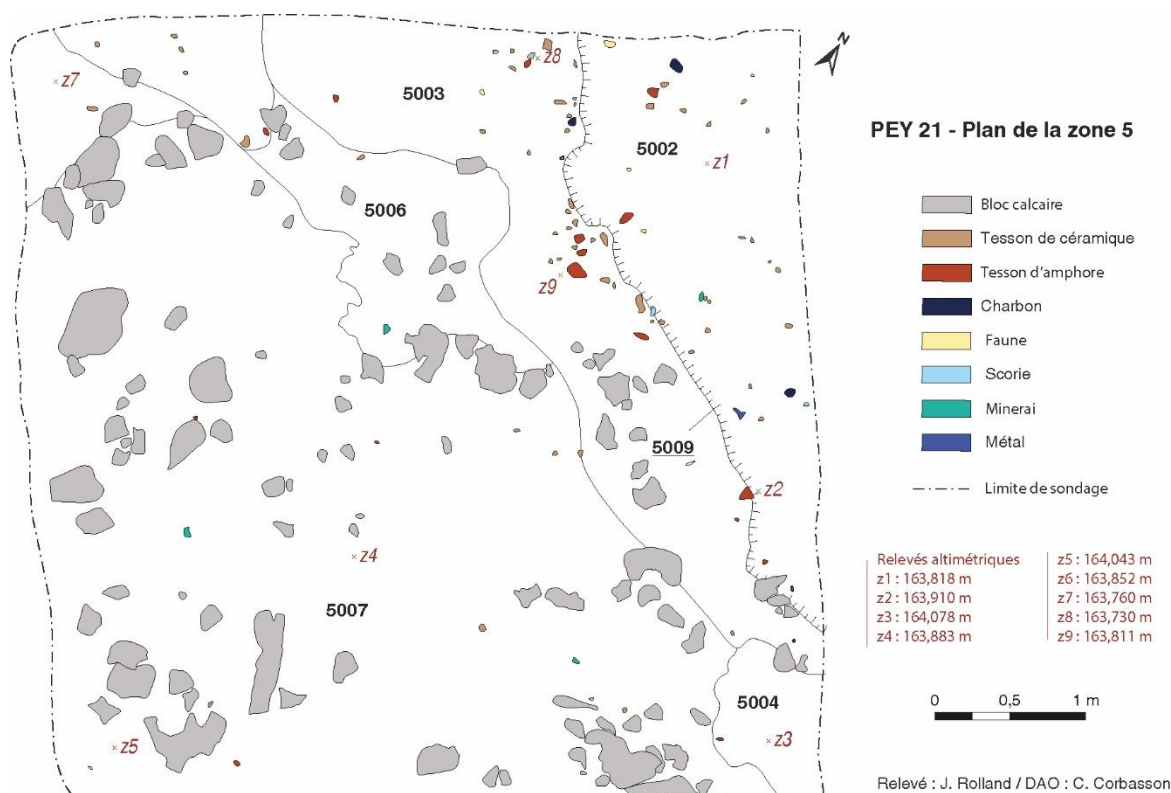 N
z8
5003
z7
5002
z1
5006
z9
5009
z2
z4
5007
5004
z3
z5
PEY 21 - Plan de la zone 5
Bloc calcaire
Tesson de céramique
Tesson d'amphore
Charbon
Faune
Scorie
Minerai
Métal
Limite de sondage
Relevés altimétriques
z1 : 163,818 m
z2 : 163,910 m
z3 : 164,078 m
z4 : 163,883 m
z5 : 164,043 m
z6 : 163,852 m
z7 : 163,760 m
z8 : 163,730 m
z9 : 163,811 m
0 0,5 1 m
Relevé : J. Rolland / DAO : C. Corbasson